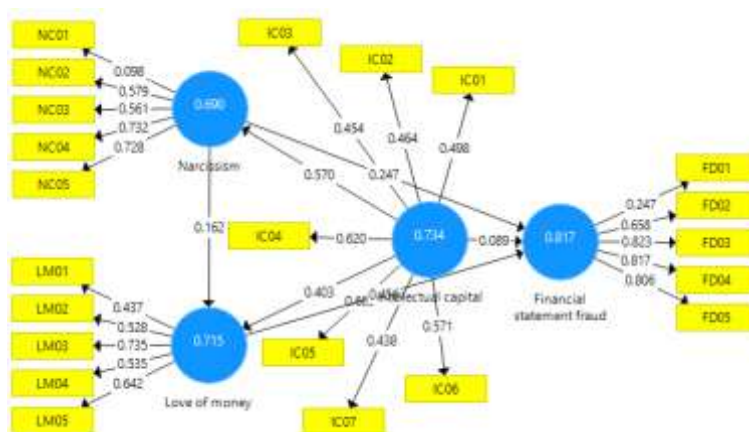 IC03
NC01
IC02
NC02
0.098
IC01
0.579
0.690
NC03
0.561
0.454
0.732
NC04
0.464
0.728
0.498
Narcissism
NC05
FD01
0.570
0.247
0.247
FD02
0.658
0.162
IC04
0.620
0.734
0.089
0.817
0.823
FD03
0.817
LM01
FD04
0.403
Intellectual capital
Financial
statement fraud
0.806
LM02
0.437
FD05
0.528
LM03
0.735
0.715
IC05
0.571
0.535
0.438
LM04
0.642
IC06
Love of money
LM05
IC07